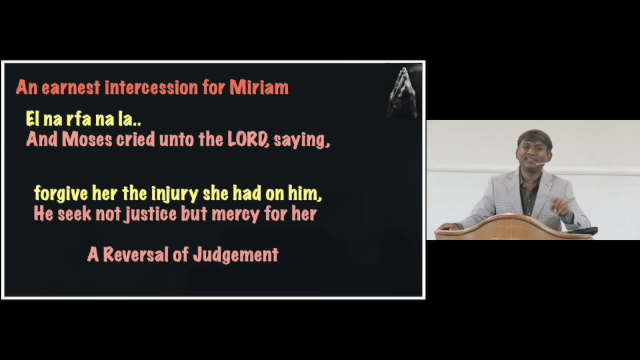 An earnest intercession for Miriam
El na rfa na la..
And Moses cried unto the LORD, saying,
forgive her the injury she had on him,
He seek not justice but mercy for her
A Reversal of Judgement